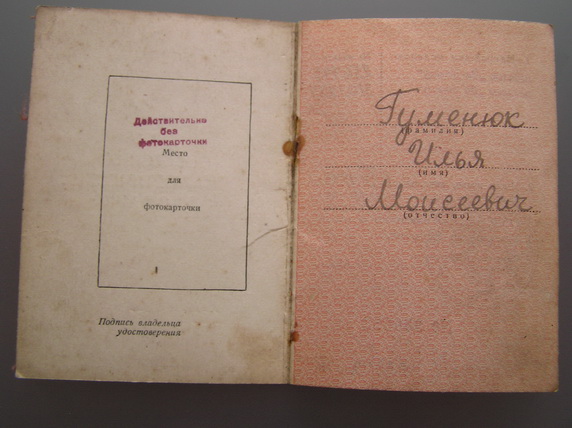 Действительно
без
фотокарточки
Место
для
фотокарточки
Подпись владельца
удостоверения
Гуменюк
(фамилия)
Илья
(имя)
Моисеевич
(отчество)